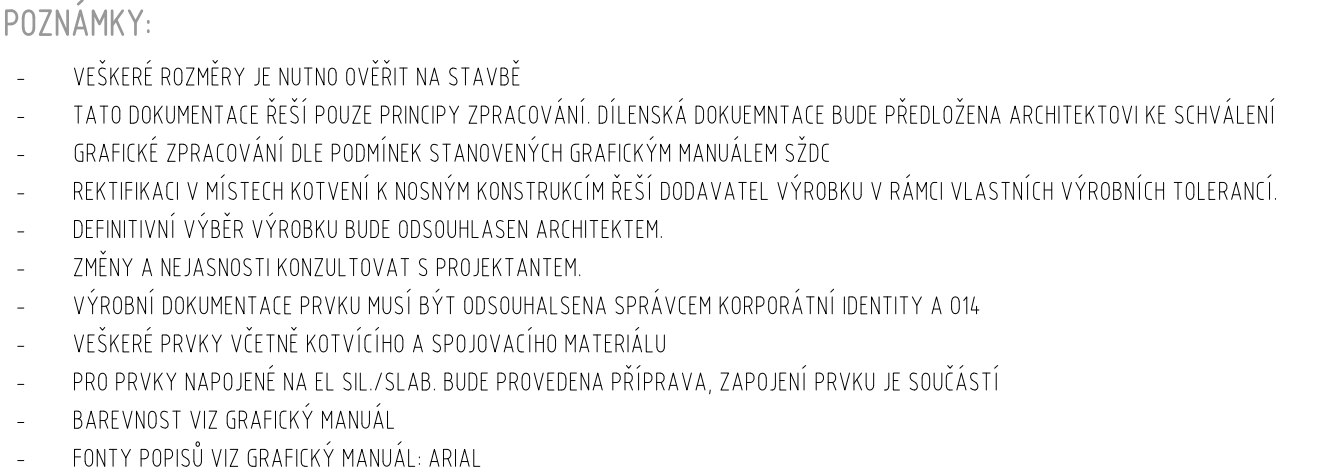 POZNÁMKY:
- VEŠKERÉ ROZMĚRY JE NUTNO OVĚŘIT NA STAVBĚ
- TATO DOKUMENTACE ŘEŠÍ POUZE PRINCIPY ZPRACOVÁNÍ. DÍLENSKÁ DOKUEMNTACE BUDE PŘEDLOŽENA ARCHITEKTOVI KE SCHVÁLENÍ
- GRAFICKÉ ZPRACOVÁNÍ DLE PODMÍNEK STANOVENÝCH GRAFICKÝM MANUÁLEM SŽDC
- REKTIFIKACI V MÍSTECH KOTVENÍ K NOSNÝM KONSTRUKCÍM ŘEŠÍ DODAVATEL VÝROBKU V RÁMCI VLASTNÍCH VÝROBNÍCH TOLERANCÍ.
- DEFINITIVNÍ VÝBĚR VÝROBKU BUDE ODSOUHLASEN ARCHITEKTEM.
- ZMĚNY A NEJASNOSTI KONZULTOVAT S PROJEKTANTEM.
- VÝROBNÍ DOKUMENTACE PRVKU MUSÍ BÝT ODSOUHALSENA SPRÁVCEM KORPORÁTNÍ IDENTITY A O14
- VEŠKERÉ PRVKY VČETNĚ KOTVÍCÍHO A SPOJOVACÍHO MATERIÁLU
- PRO PRVKY NAPOJENÉ NA EL SIL./SLAB. BUDE PROVEDENA PŘÍPRAVA, ZAPOJENÍ PRVKU JE SOUČÁSTÍ
- BAREVNOST VIZ GRAFICKÝ MANUÁL
- FONTY POPISŮ VIZ GRAFICKÝ MANUÁL: ARIAL